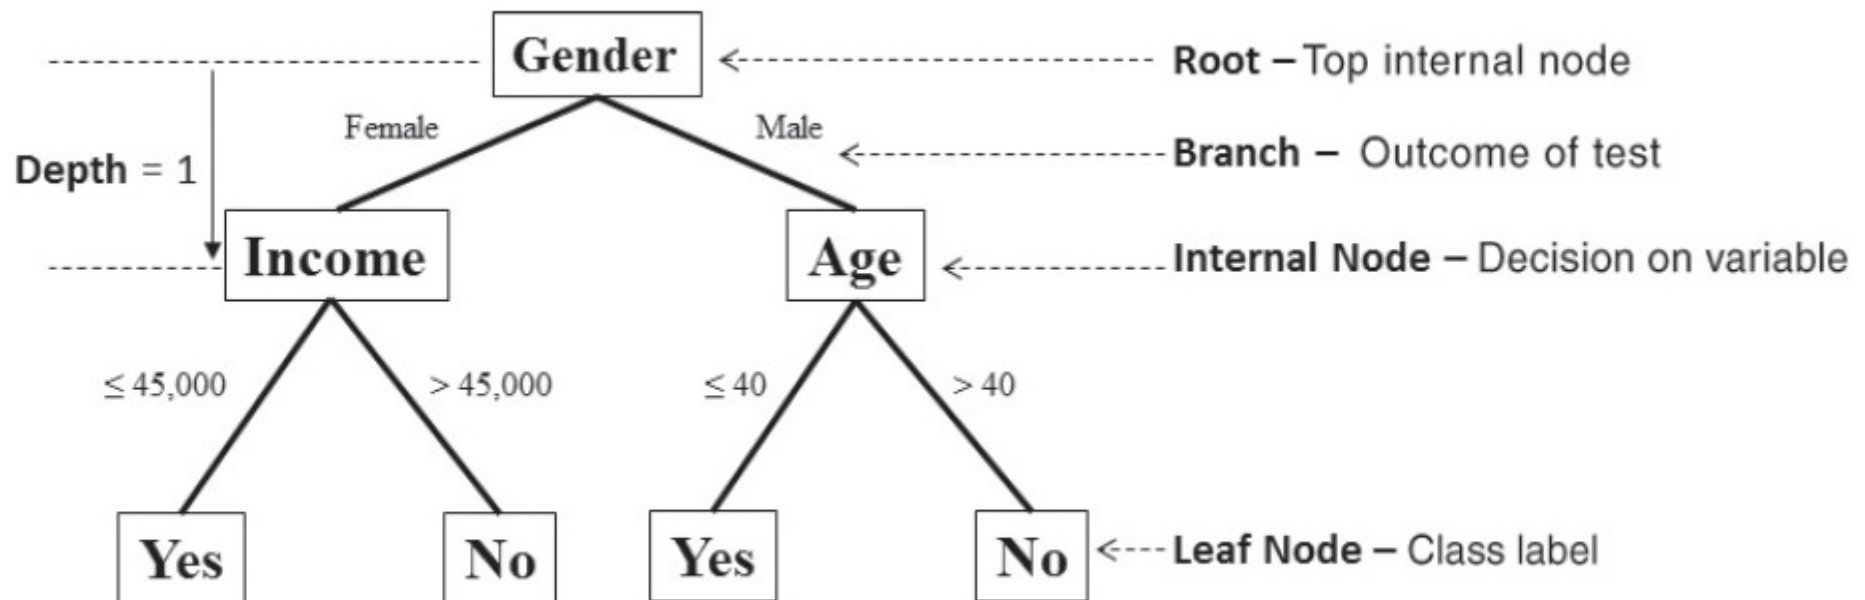 Gender
Root – Top internal node
Female
Male
Branch – Outcome of test
Depth = 1
Income
Age
Internal Node – Decision on variable
≤ 45,000
> 45,000
≤ 40
> 40
Yes
No
Yes
No
Leaf Node – Class label